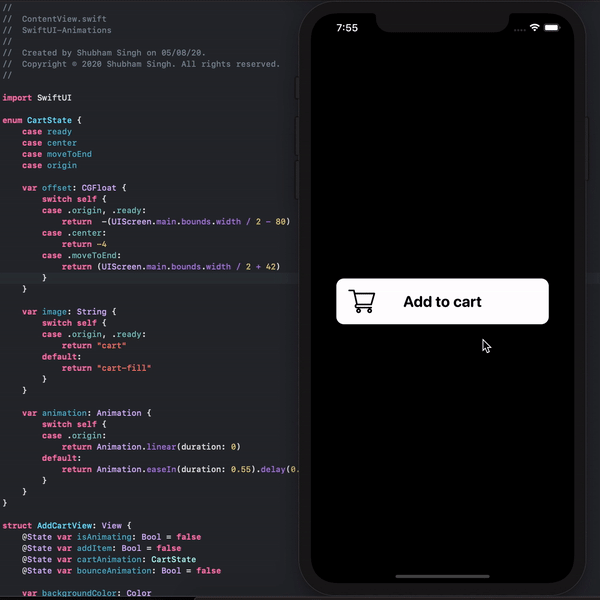 //
//  ContentView.swift
//  SwiftUI-Animations
//
//  Created by Shubham Singh on 05/08/20.
//  Copyright © 2020 Shubham Singh. All rights reserved.
//
import SwiftUI
enum CartState {
    case ready
    case center
    case moveToEnd
    case origin
    var offset: CGFloat {
        switch self {
        case .origin, .ready:
            return  -(UIScreen.main.bounds.width / 2 - 80)
        case .center:
            return -4
        case .moveToEnd:
            return (UIScreen.main.bounds.width / 2 + 42)
        }
    }
    var image: String {
        switch self {
        case .origin, .ready:
            return "cart"
        default:
            return "cart-fill"
        }
    }
    var animation: Animation {
        switch self {
        case .origin:
            return Animation.linear(duration: 0)
        default:
            return Animation.easeIn(duration: 0.55).delay(0.
        }
    }
}
struct AddCartView: View {
    @State var isAnimating: Bool = false
    @State var addItem: Bool = false
    @State var cartAnimation: CartState
    @State var bounceAnimation: Bool = false
    var backgroundColor: Color
7:55
Add to cart